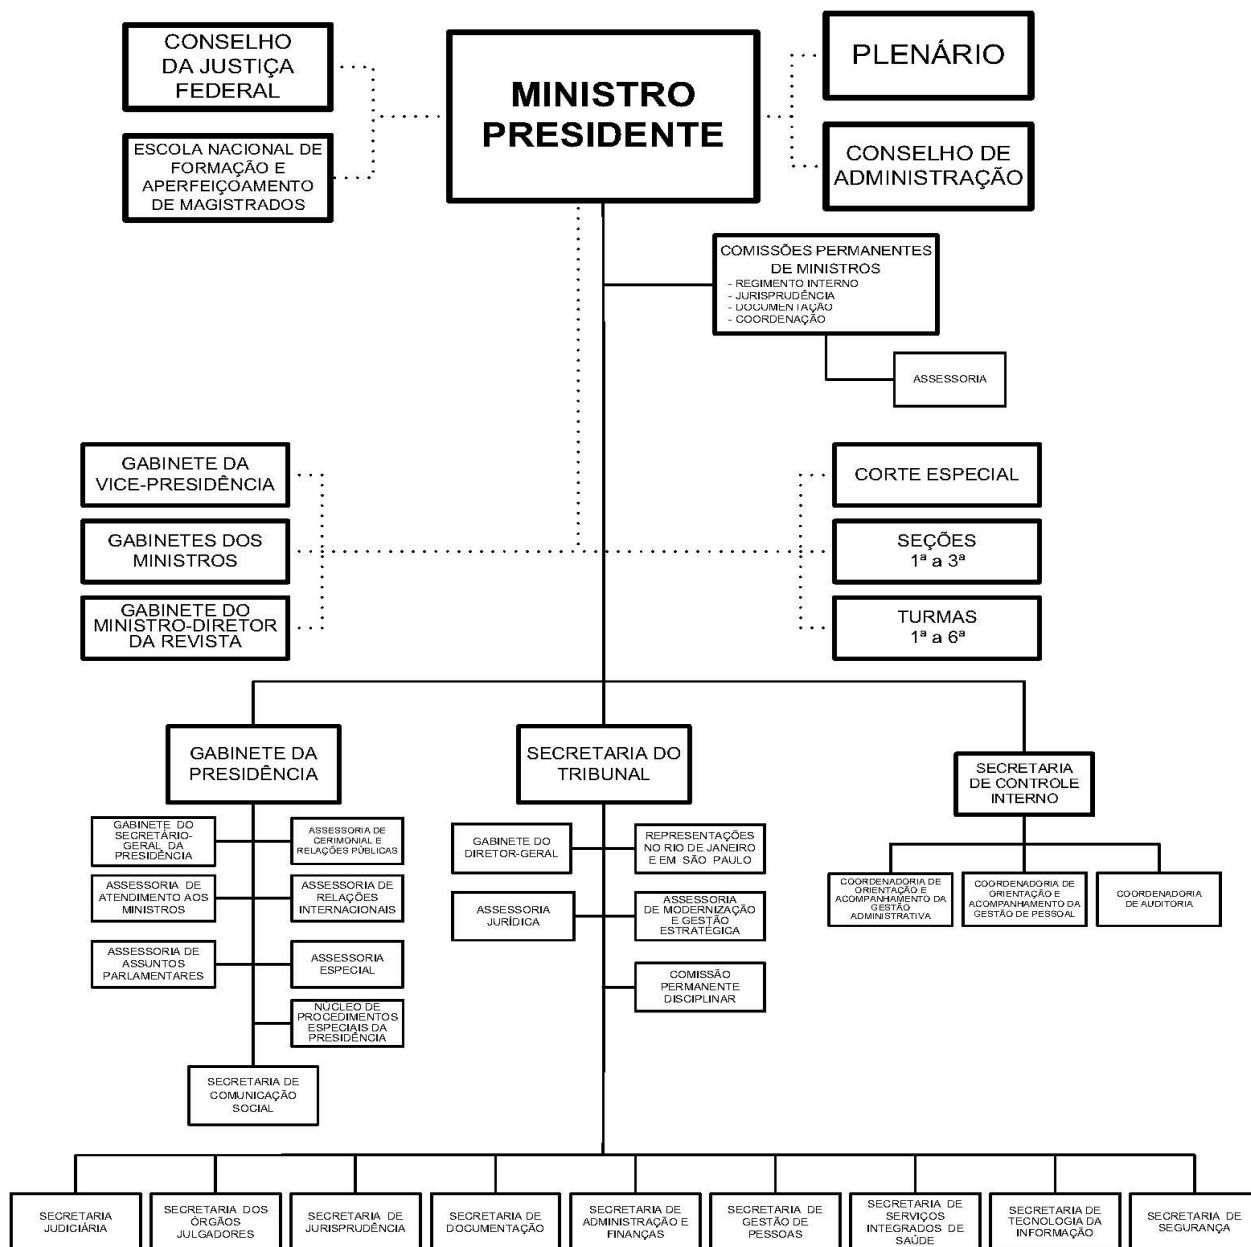 CONSELHO
DA JUSTIÇA
FEDERAL
MINISTRO
PRESIDENTE
PLENÁRIO
ESCOLA NACIONAL DE
FORMAÇÃO E
APERFEIÇOAMENTO
DE MAGISTRADOS
CONSELHO DE
ADMINISTRAÇÃO
COMISSÕES PERMANENTES
DE MINISTROS
- REGIMENTO INTERNO
- JURISPRUDÊNCIA
- DOCUMENTAÇÃO
- COORDENAÇÃO
ASSESSORIA
GABINETE DA
VICE-PRESIDÊNCIA
CORTE ESPECIAL
GABINETES DOS
MINISTROS
SEÇÕES
1ª a 3ª
GABINETE DO
MINISTRO-DIRETOR
DA REVISTA
TURMAS
1ª a 6ª
GABINETE DA
PRESIDÊNCIA
SECRETARIA DO
TRIBUNAL
SECRETARIA
DE CONTROLE
INTERNO
GABINETE DO
SECRETÁRIO-
GERAL DA
PRESIDÊNCIA
ASSESSORIA DE
CERIMONIAL E
RELAÇÕES PÚBLICAS
GABINETE DO
DIRETOR-GERAL
REPRESENTAÇÕES
NO RIO DE JANEIRO
E EM SÃO PAULO
ASSESSORIA DE
ATENDIMENTO AOS
MINISTROS
ASSESSORIA DE
RELAÇÕES
INTERNACIONAIS
ASSESSORIA
JURÍDICA
ASSESSORIA
DE MODERNIZAÇÃO
E GESTÃO
ESTRATÉGICA
COORDENADORIA DE
ORIENTAÇÃO E
ACOMPANHAMENTO DA
GESTÃO
ADMINISTRATIVA
COORDENADORIA DE
ORIENTAÇÃO E
ACOMPANHAMENTO DA
GESTÃO DE PESSOAL
COORDENADORIA
DE AUDITORIA
ASSESSORIA DE
ASSUNTOS
PARLAMENTARES
ASSESSORIA
ESPECIAL
COMISSÃO
PERMANENTE
DISCIPLINAR
NÚCLEO DE
PROCEDIMENTOS
ESPECIAIS DA
PRESIDÊNCIA
SECRETARIA DE
COMUNICAÇÃO
SOCIAL
SECRETARIA
JUDICIÁRIA
SECRETARIA DOS
ÓRGÃOS
JULGADORES
SECRETARIA DE
JURISPRUDÊNCIA
SECRETARIA DE
DOCUMENTAÇÃO
SECRETARIA DE
ADMINISTRAÇÃO E
FINANÇAS
SECRETARIA DE
GESTÃO DE
PESSOAS
SECRETARIA DE
SERVIÇOS
INTEGRADOS DE
SAÚDE
SECRETARIA DE
TECNOLOGIA DA
INFORMAÇÃO
SECRETARIA DE
SEGURANÇA